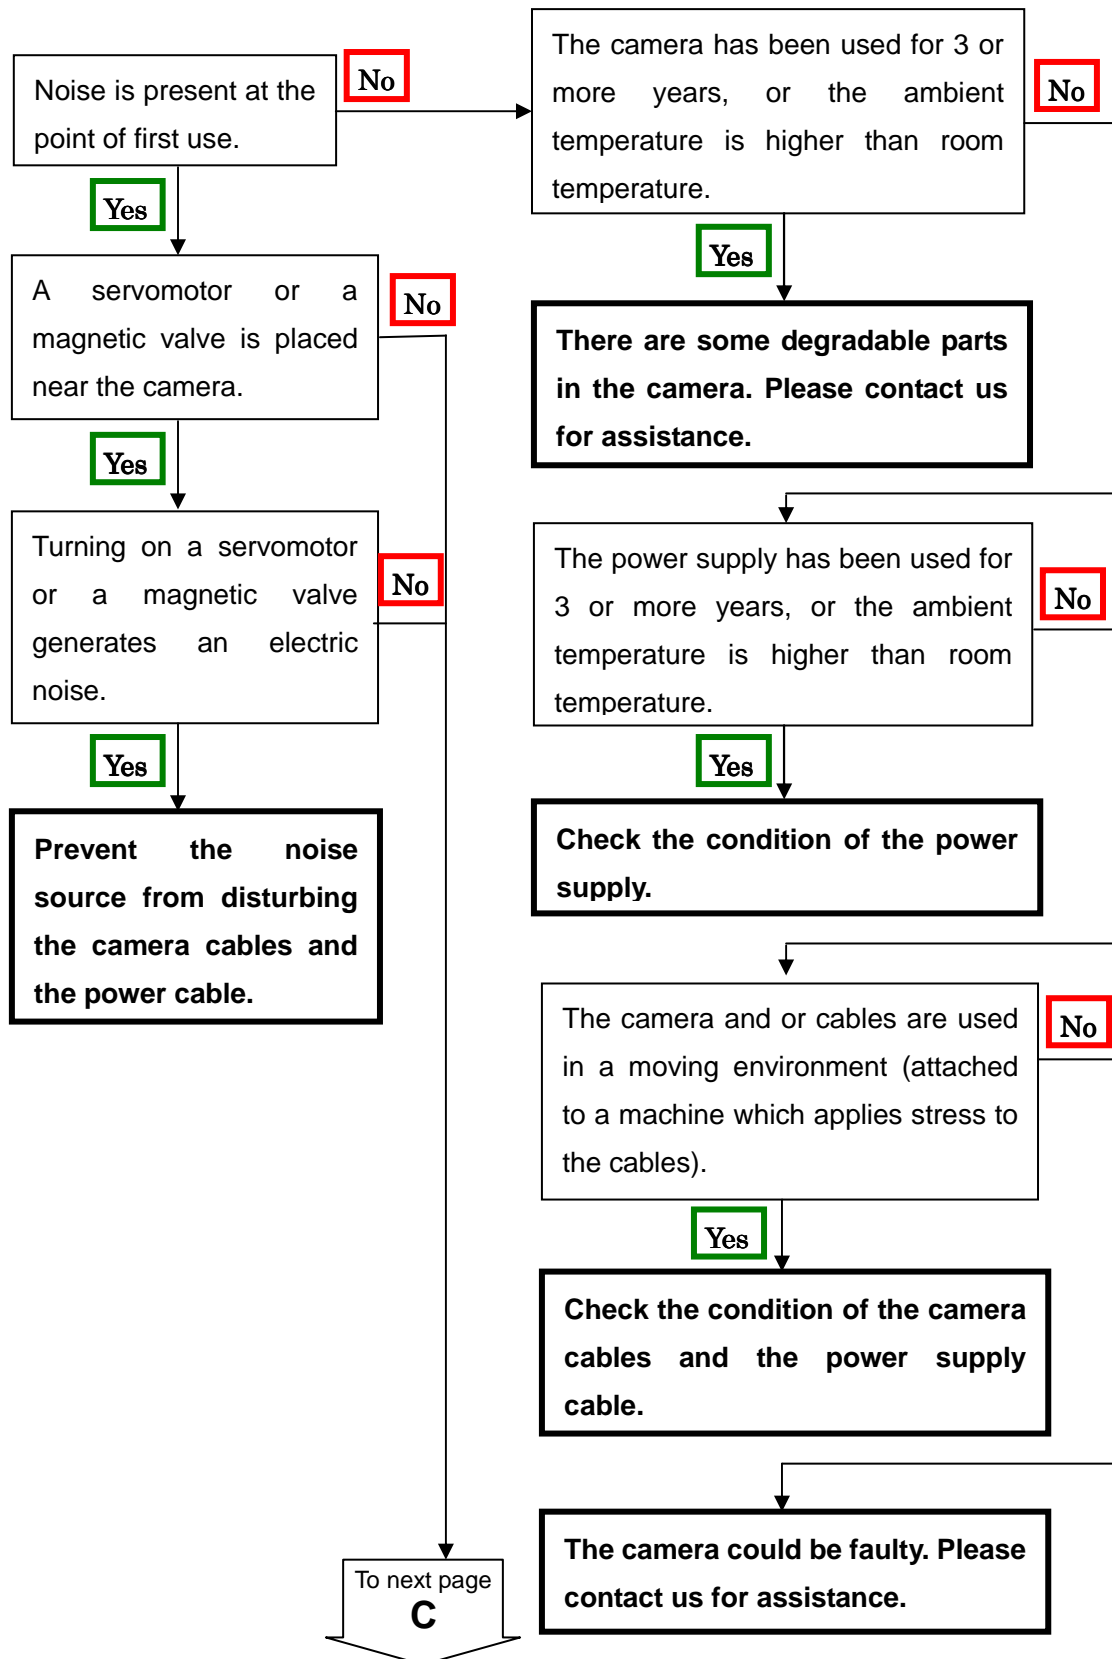 Noise is present at the
point of first use.
No
Yes
The camera has been used for 3 or
more years, or the ambient
temperature is higher than room
temperature.
No
Yes
There are some degradable parts
in the camera. Please contact us
for assistance.
A servomotor or a
magnetic valve is placed
near the camera.
No
Yes
Turning on a servomotor
or a magnetic valve
generates an electric
noise.
No
Yes
Prevent the noise
source from disturbing
the camera cables and
the power cable.
The power supply has been used for
3 or more years, or the ambient
temperature is higher than room
temperature.
No
Yes
Check the condition of the power
supply.
The camera and or cables are used
in a moving environment (attached
to a machine which applies stress to
the cables).
No
Yes
Check the condition of the camera
cables and the power supply
cable.
The camera could be faulty. Please
contact us for assistance.
To next page
C